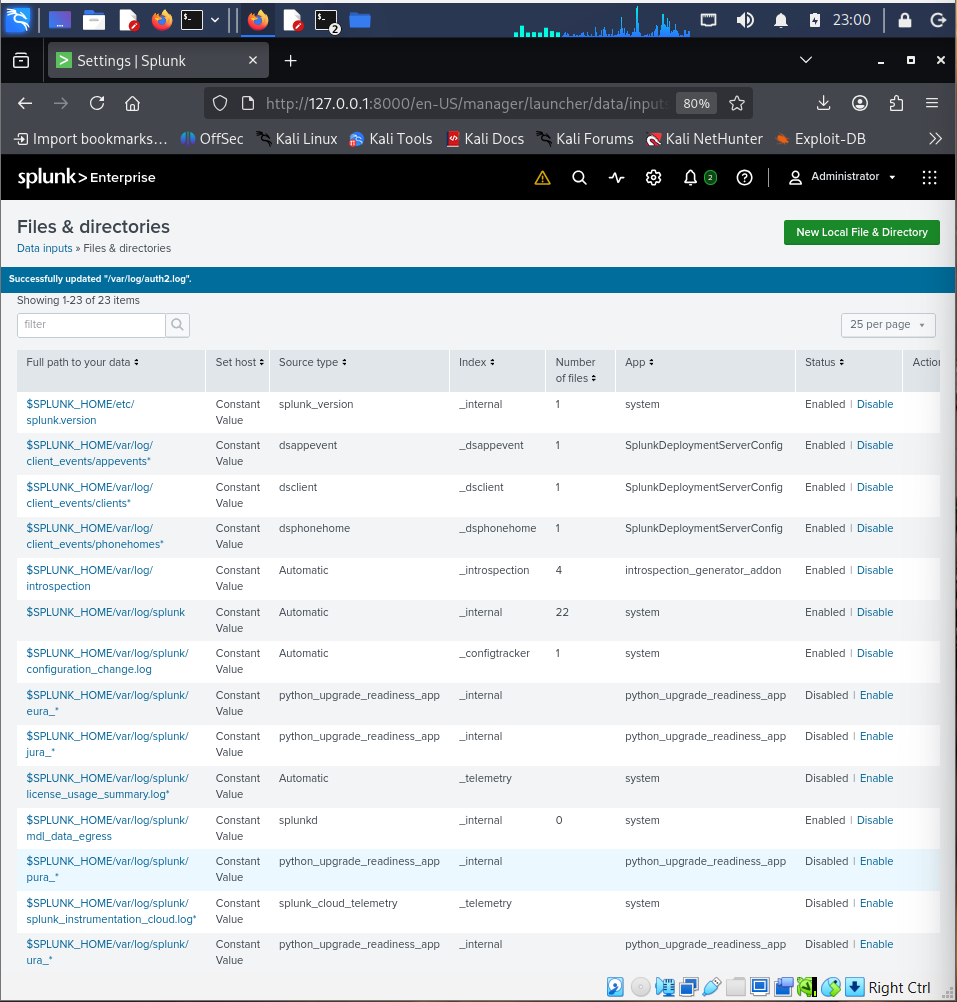 2
23:00
Settings | Splunk
http://127.0.0.1:8000/en-US/manager/launcher/data/inputs
80%
Import bookmarks...
OffSec
Kali Linux
Kali Tools
Kali Docs
Kali Forums
Kali NetHunter
Exploit-DB
splunk>Enterprise
2
Administrator
Files & directories
New Local File & Directory
Data inputs » Files & directories
Successfully updated "/var/log/auth2.log".
Showing 1-23 of 23 items
filter
25 per page
Full path to your data Set host Source type Index Number of files App Status Action
$SPLUNK_HOME/etc/ Constant splunk_version _internal 1 system Enabled | Disable
splunk.version Value
$SPLUNK_HOME/var/log/ Constant dsappevent _dsappevent 1 SplunkDeploymentServerConfig Enabled | Disable
client_events/appevents* Value
$SPLUNK_HOME/var/log/ Constant dsclient _dsclient 1 SplunkDeploymentServerConfig Enabled | Disable
client_events/clients* Value
$SPLUNK_HOME/var/log/ Constant dsphonehome _dsphonehome 1 SplunkDeploymentServerConfig Enabled | Disable
client_events/phonehomes* Value
$SPLUNK_HOME/var/log/ Constant Automatic _introspection 4 introspection_generator_addon Enabled | Disable
introspection Value
$SPLUNK_HOME/var/log/splunk Constant Automatic _internal 22 system Enabled | Disable
Value
$SPLUNK_HOME/var/log/splunk/ Constant Automatic _configtracker 1 system Enabled | Disable
configuration_change.log Value
$SPLUNK_HOME/var/log/splunk/ Constant python_upgrade_readiness_app _internal python_upgrade_readiness_app Disabled | Enable
eura_* Value
$SPLUNK_HOME/var/log/splunk/ Constant python_upgrade_readiness_app _internal python_upgrade_readiness_app Disabled | Enable
jura_* Value
$SPLUNK_HOME/var/log/splunk/ Constant Automatic _telemetry system Disabled | Enable
license_usage_summary.log* Value
$SPLUNK_HOME/var/log/splunk/ Constant splunkd _internal 0 system Enabled | Disable
mdl_data_egress Value
$SPLUNK_HOME/var/log/splunk/ Constant python_upgrade_readiness_app _internal python_upgrade_readiness_app Disabled | Enable
pura_* Value
$SPLUNK_HOME/var/log/splunk/ Constant splunk_cloud_telemetry _telemetry system Disabled | Enable
splunk_instrumentation_cloud.log* Value
$SPLUNK_HOME/var/log/splunk/ Constant python_upgrade_readiness_app _internal python_upgrade_readiness_app Disabled | Enable
ura_* Value
Right Ctrl